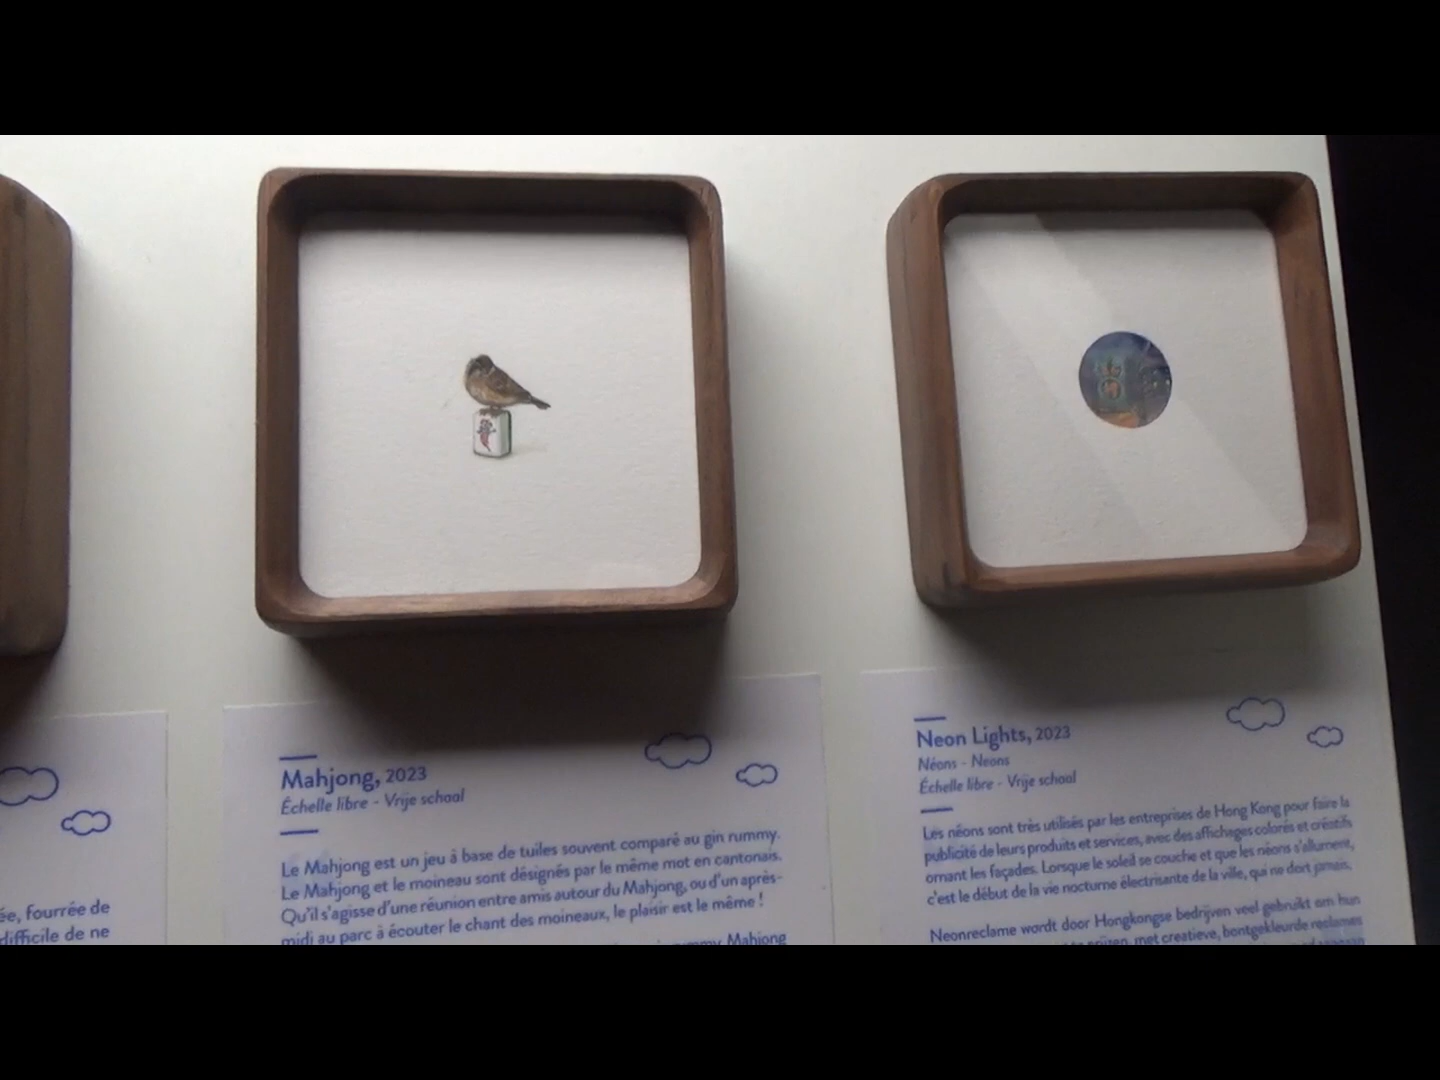 ée, fourrée de
difficile de ne
Mahjong, 2023
Échelle libre - Vrije schaal
Le Mahjong est un jeu à base de tuiles souvent comparé au gin rummy.
Le Mahjong et le moineau sont désignés par le même mot en cantonais.
Qu'il s'agisse d'une réunion entre amis autour du Mahjong, ou d'un après-
midi au parc à écouter le chant des moineaux, le plaisir est le même !
Mahjong
Neon Lights, 2023
Néons - Neons
Échelle libre - Vrije schaal
Les néons sont très utilisés par les entreprises de Hong Kong pour faire la
publicité de leurs produits et services, avec des affichages colorés et créatifs
ornant les façades. Lorsque le soleil se couche et que les néons s'allument,
c'est le début de la vie nocturne électrisante de la ville, qui ne dort jamais.
Neonreclame wordt door Hongkongse bedrijven veel gebruikt om hun
met creatieve, bontgekleurde reclames